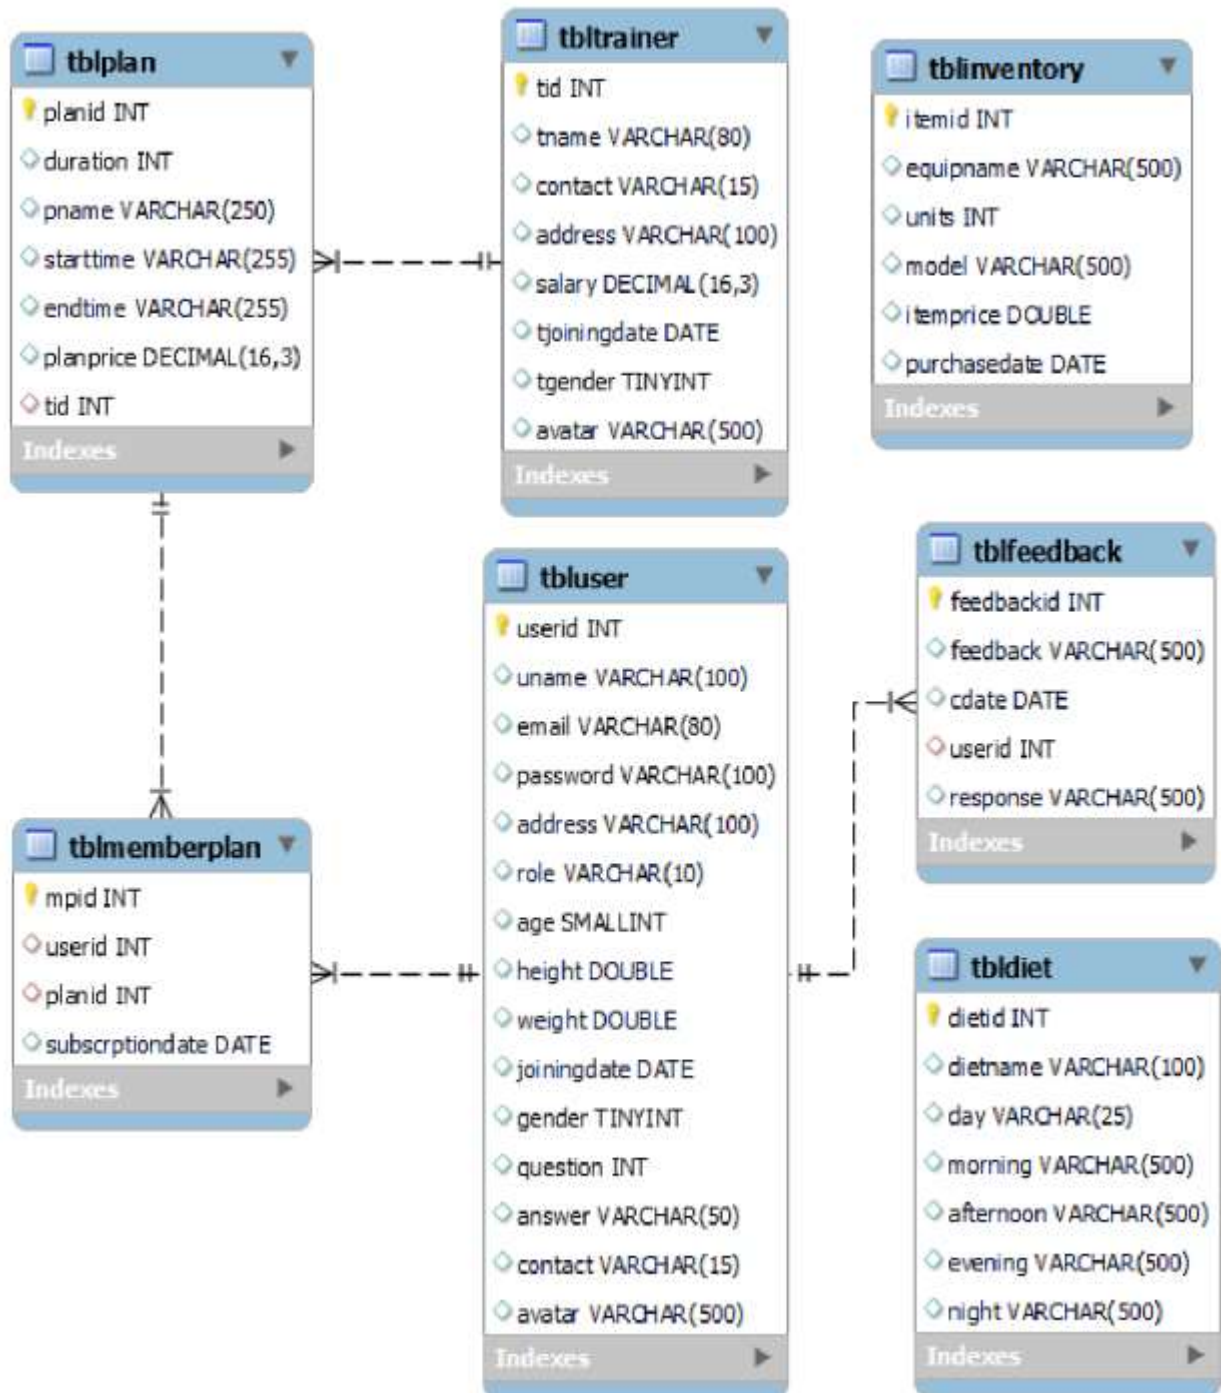 tblplan
planid INT
duration INT
pname VARCHAR(250)
starttime VARCHAR(255)
endtime VARCHAR(255)
planprice DECIMAL(16,3)
tid INT
Indexes
tbltrainer
tid INT
tname VARCHAR(80)
contact VARCHAR(15)
address VARCHAR(100)
salary DECIMAL(16,3)
tjoiningdate DATE
tgender TINYINT
avatar VARCHAR(500)
Indexes
tblinventory
itemid INT
equipname VARCHAR(500)
units INT
model VARCHAR(500)
itemprice DOUBLE
purchasedate DATE
Indexes
tblmemberplan
mpid INT
userid INT
planid INT
subscrptiondate DATE
Indexes
tbluser
userid INT
uname VARCHAR(100)
email VARCHAR(80)
password VARCHAR(100)
address VARCHAR(100)
role VARCHAR(10)
age SMALLINT
height DOUBLE
weight DOUBLE
joiningdate DATE
gender TINYINT
question INT
answer VARCHAR(50)
contact VARCHAR(15)
avatar VARCHAR(500)
Indexes
tblfeedback
feedbackid INT
feedback VARCHAR(500)
cdate DATE
userid INT
response VARCHAR(500)
Indexes
tbldiet
dietid INT
dietname VARCHAR(100)
day VARCHAR(25)
morning VARCHAR(500)
afternoon VARCHAR(500)
evening VARCHAR(500)
night VARCHAR(500)
Indexes